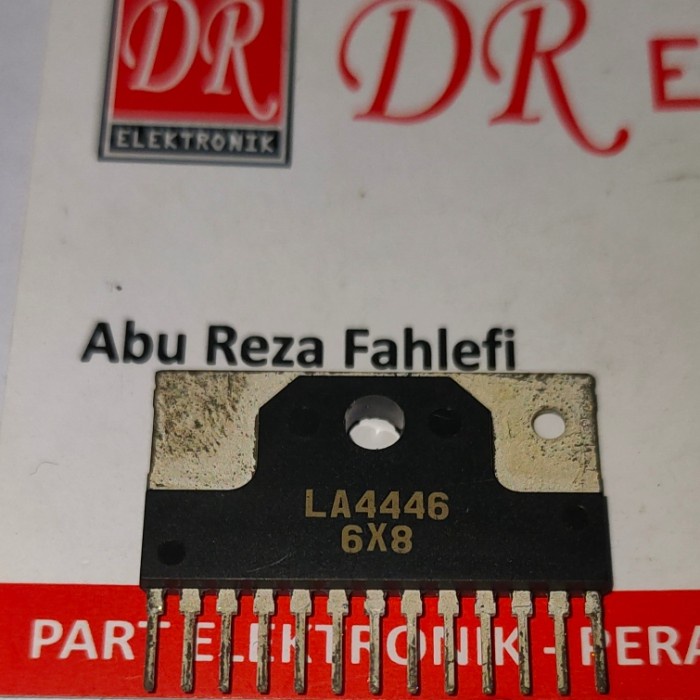 DR
ELEKTRONIK
DR E
Abu Reza Fahlefi
LA4446
6X8
PART ELEKTRONIK - PERA